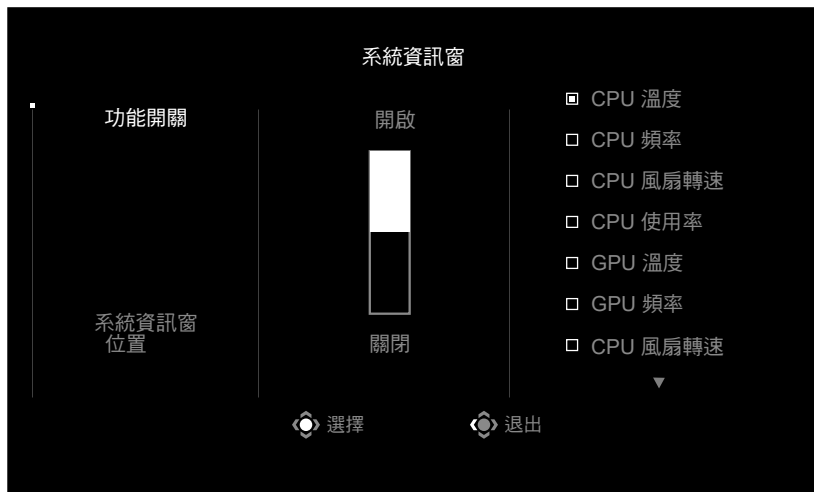 系統資訊窗
功能開關
系統資訊窗
位置
開啟
關閉
CPU 溫度
CPU 頻率
CPU 風扇轉速
CPU 使用率
GPU 溫度
GPU 頻率
CPU 風扇轉速
選擇
退出